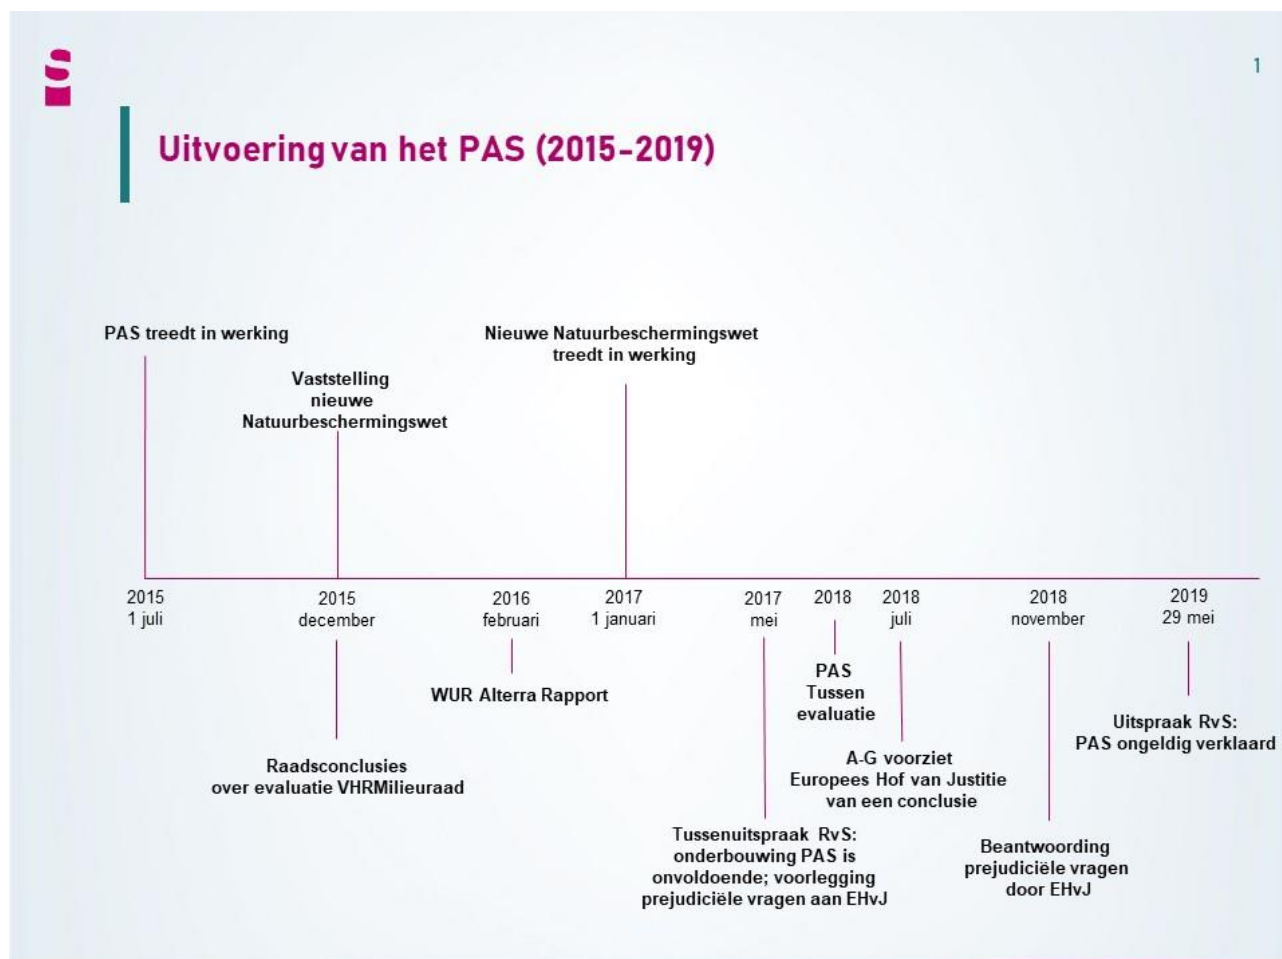 1
Uitvoering van het PAS (2015-2019)
PAS treedt in werking
Vaststelling
nieuwe
Natuurbeschermingswet
Nieuwe Natuurbeschermingswet
treedt in werking
2015
1 juli
2015
december
2016
februari
2017
1 januari
2017
mei
2018
2018
juli
2018
november
2019
29 mei
Raadsconclusies
over evaluatie VHRMilieuraad
WUR Alterra Rapport
Tussenuitspraak RvS:
onderbouwing PAS is
onvoldoende; voorlegging
prejudiciële vragen aan EHvJ
PAS
Tussen
evaluatie
A-G voorziet
Europees Hof van Justitie
van een conclusie
Beantwoording
prejudiciële vragen
door EHvJ
Uitspraak RvS:
PAS ongeldig verklaard